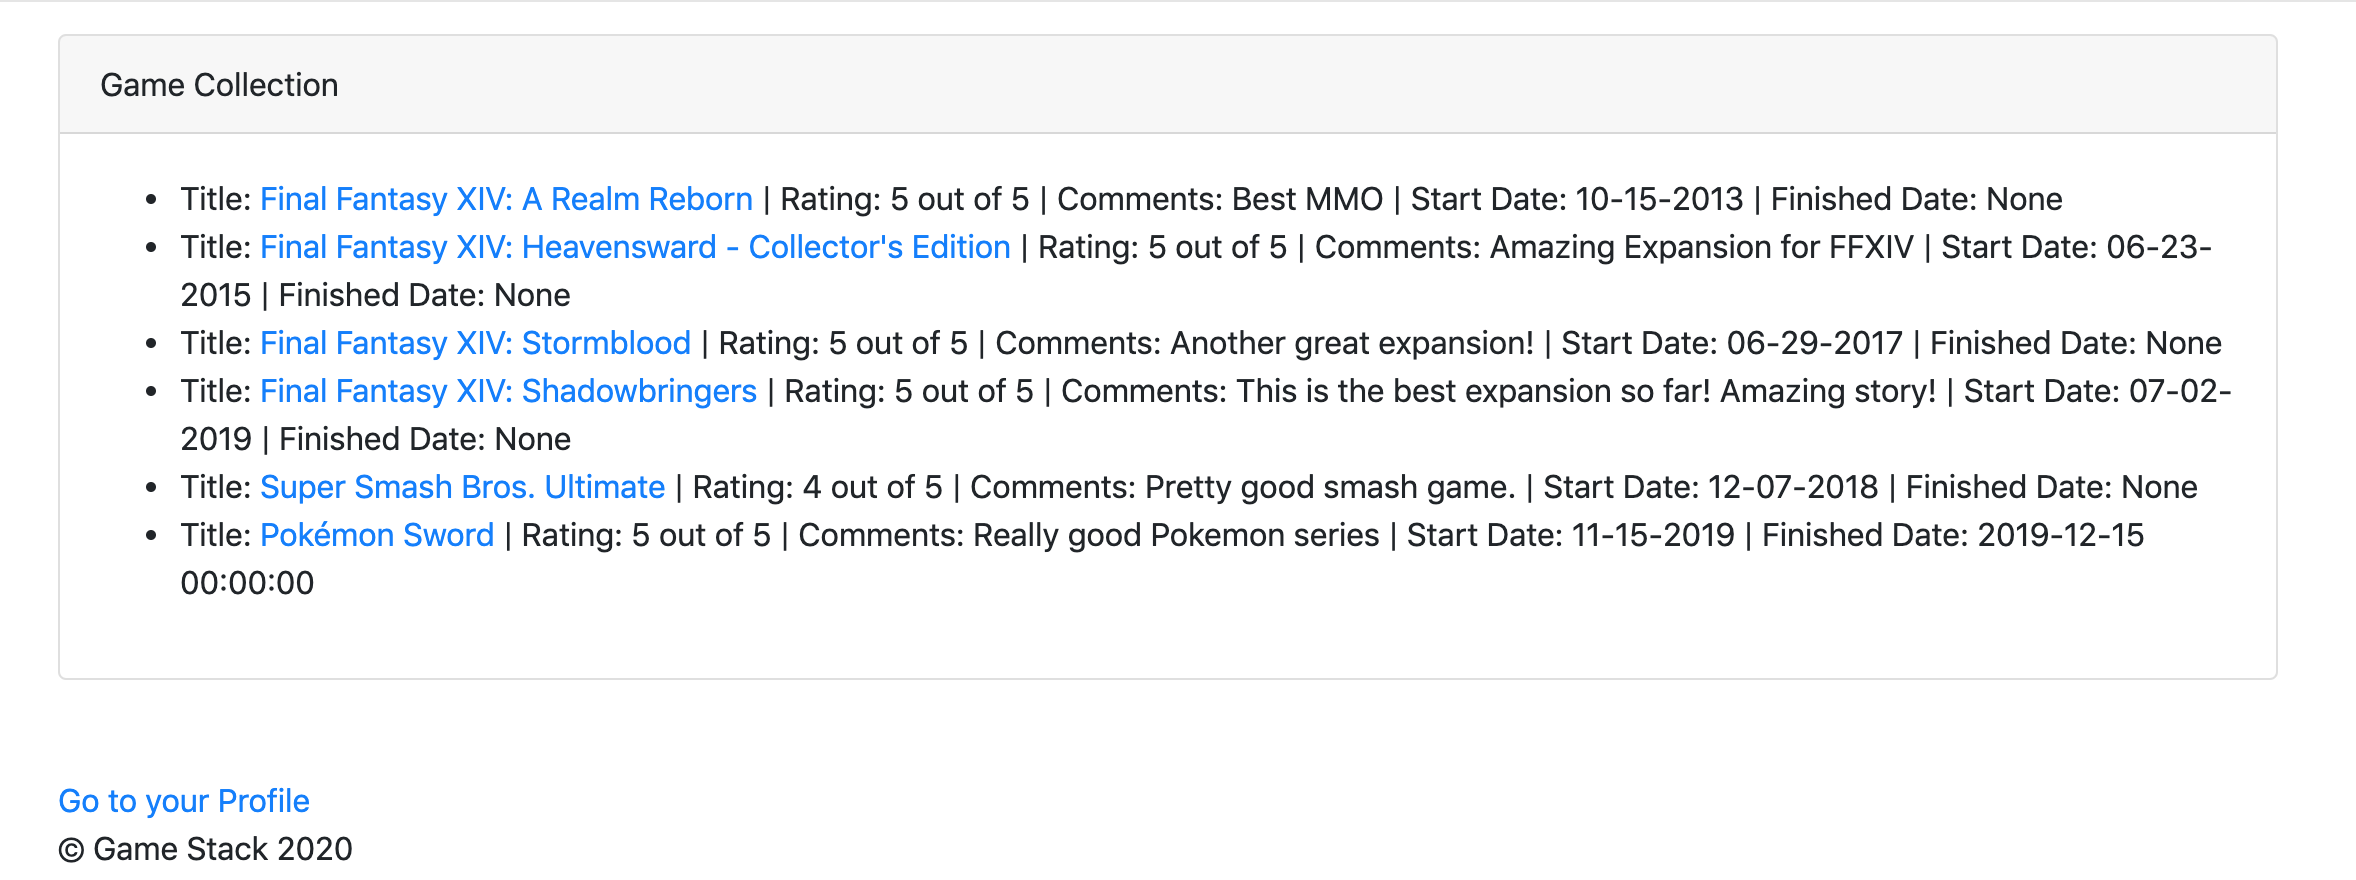 Game Collection
• Title: Final Fantasy XIV: A Realm Reborn | Rating: 5 out of 5 | Comments: Best MMO | Start Date: 10-15-2013 | Finished Date: None
• Title: Final Fantasy XIV: Heavensward - Collector's Edition | Rating: 5 out of 5 | Comments: Amazing Expansion for FFXIV | Start Date: 06-23-
2015 | Finished Date: None
• Title: Final Fantasy XIV: Stormblood | Rating: 5 out of 5 | Comments: Another great expansion! | Start Date: 06-29-2017 | Finished Date: None
• Title: Final Fantasy XIV: Shadowbringers | Rating: 5 out of 5 | Comments: This is the best expansion so far! Amazing story! | Start Date: 07-02-
2019 | Finished Date: None
• Title: Super Smash Bros. Ultimate | Rating: 4 out of 5 | Comments: Pretty good smash game. | Start Date: 12-07-2018 | Finished Date: None
• Title: Pokémon Sword | Rating: 5 out of 5 | Comments: Really good Pokemon series | Start Date: 11-15-2019 | Finished Date: 2019-12-15
00:00:00
Go to your Profile
© Game Stack 2020